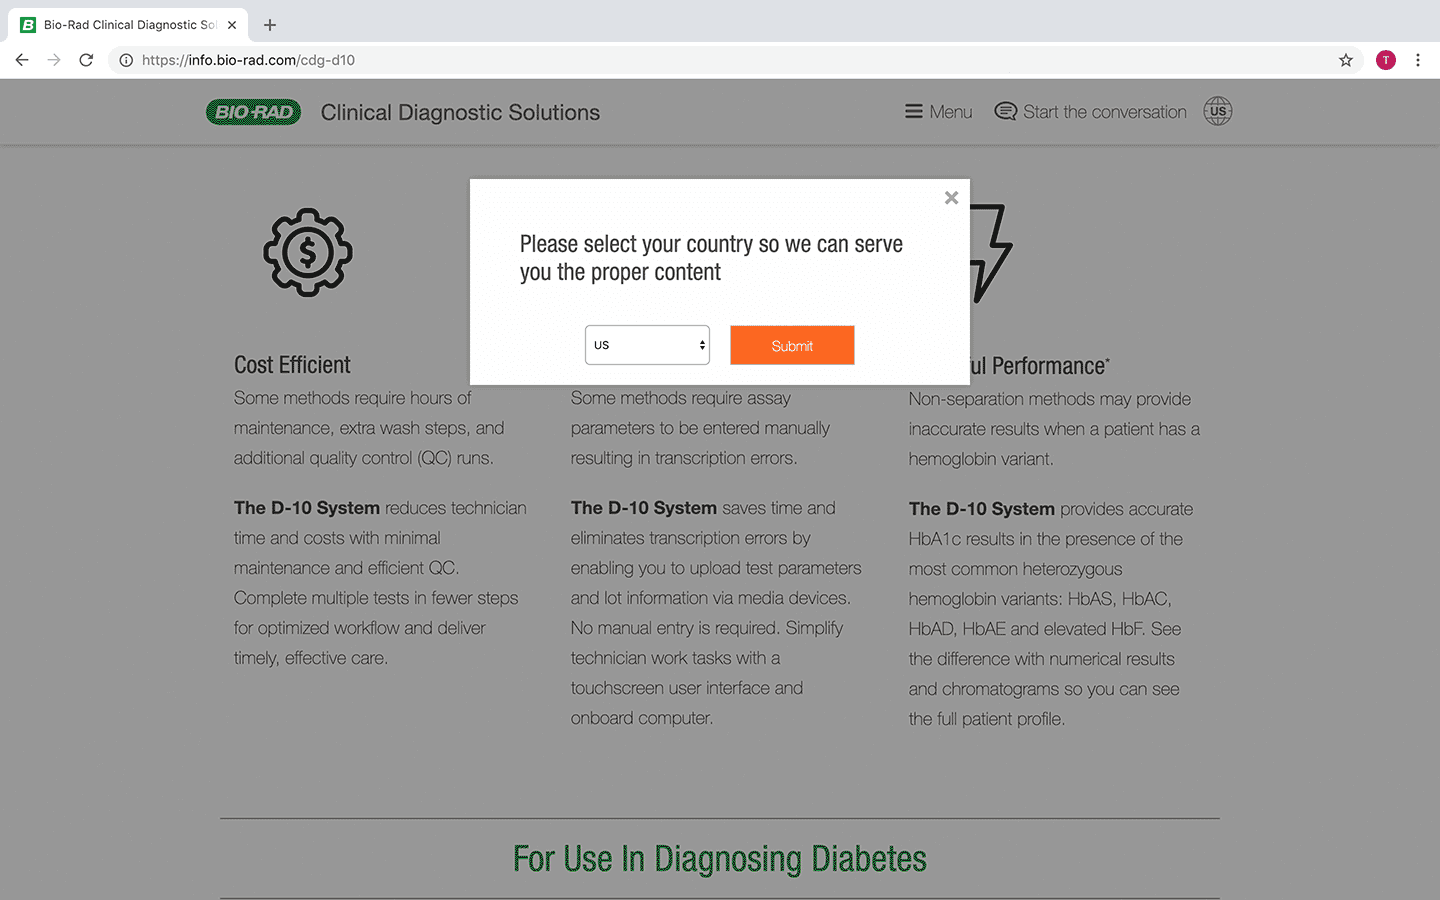 Bio-Rad Clinical Diagnostic Sol
https://info.bio-rad.com/cdg-d10
T
BIO-RAD
Clinical Diagnostic Solutions
Menu
Start the conversation
US
Please select your country so we can serve
you the proper content
US
Submit
Cost Efficient
Some methods require hours of
maintenance, extra wash steps, and
additional quality control (QC) runs.
The D-10 System reduces technician
time and costs with minimal
maintenance and efficient QC.
Complete multiple tests in fewer steps
for optimized workflow and deliver
timely, effective care.
Some methods require assay
parameters to be entered manually
resulting in transcription errors.
The D-10 System saves time and
eliminates transcription errors by
enabling you to upload test parameters
and lot information via media devices.
No manual entry is required. Simplify
technician work tasks with a
touchscreen user interface and
onboard computer.
ul Performance*
Non-separation methods may provide
inaccurate results when a patient has a
hemoglobin variant.
The D-10 System provides accurate
HbA1c results in the presence of the
most common heterozygous
hemoglobin variants: HbAS, HbAC,
HbAD, HbAE and elevated HbF. See
the difference with numerical results
and chromatograms so you can see
the full patient profile.
For Use In Diagnosing Diabetes